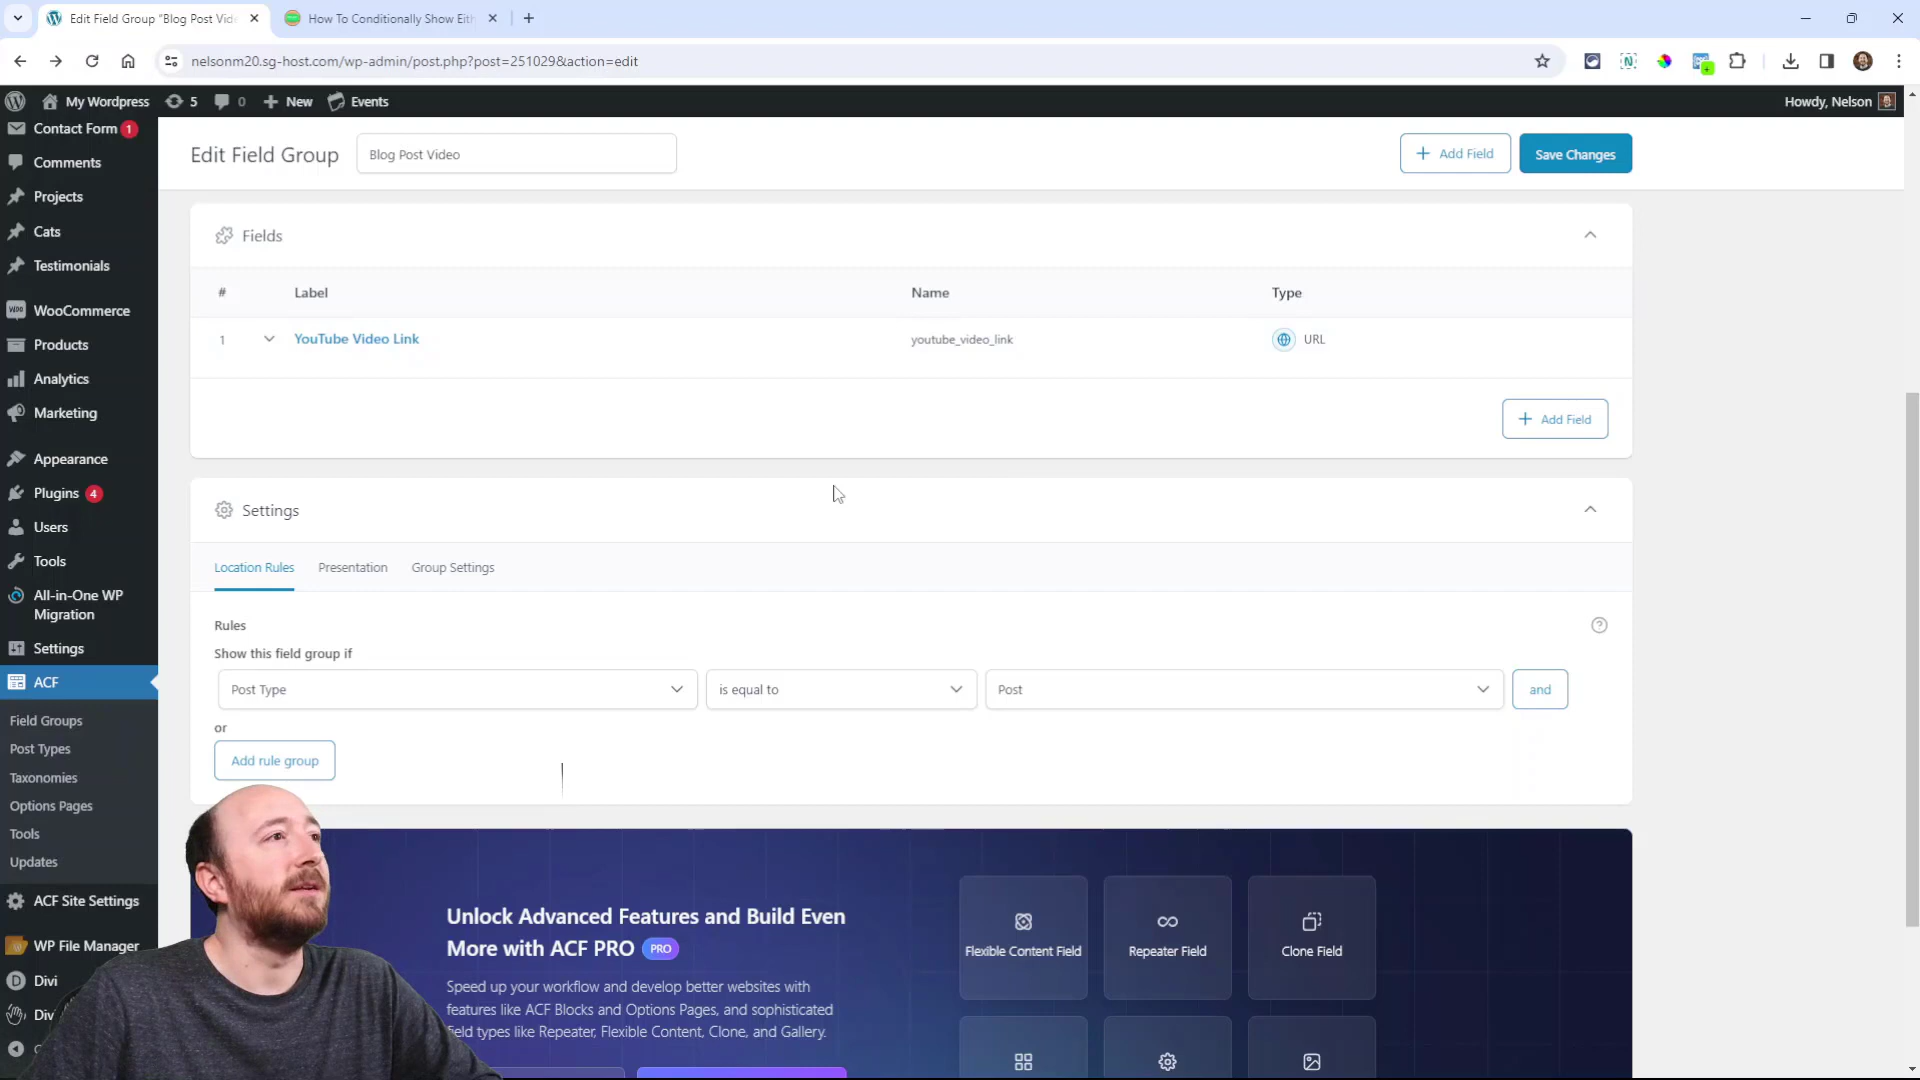 Edit Field Group "Blog Post Vide
How To Conditionally Show Eith
nelsonm20.sg-host.com/wp-admin/post.php?post=251029&action=edit
My Wordpress
5
0
New
Events
Howdy, Nelson
Contact Form 1
Comments
Projects
Cats
Testimonials
WooCommerce
Products
Analytics
Marketing
Appearance
Plugins 4
Users
Tools
All-in-One WP
Migration
Settings
ACF
Field Groups
Post Types
Taxonomies
Options Pages
Tools
Updates
ACF Site Settings
WP File Manager
Divi
Edit Field Group
Blog Post Video
Add Field
Save Changes
Fields
# Label Name Type
1 YouTube Video Link youtube_video_link URL
Add Field
Settings
Location Rules Presentation Group Settings
Rules
Show this field group if
Post Type is equal to Post and
or
Add rule group
Unlock Advanced Features and Build Even
More with ACF PRO PRO
Speed up your workflow and develop better websites with
features like ACF Blocks and Options Pages, and sophisticated
field types like Repeater, Flexible Content, Clone, and Gallery.
Flexible Content Field
Repeater Field
Clone Field